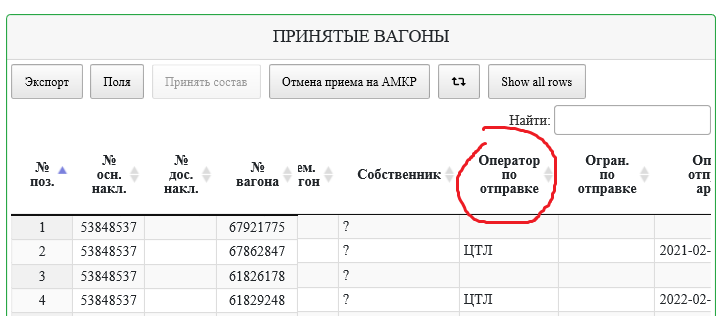 ПРИНЯТЫЕ ВАГОНЫ
Экспорт Поля Принять состав Отмена приема на АМКР Show all rows
Найти:
№ поз. № осн. накл. № дос. накл. № вагона ем. гон Собственник Оператор по отправке Огран. по отправке Оп отп ар
1 53848537 67921775 ?
2 53848537 67862847 ? ЦТЛ 2021-02-
3 53848537 61826178 ?
4 53848537 61829248 ? ЦТЛ 2022-02-